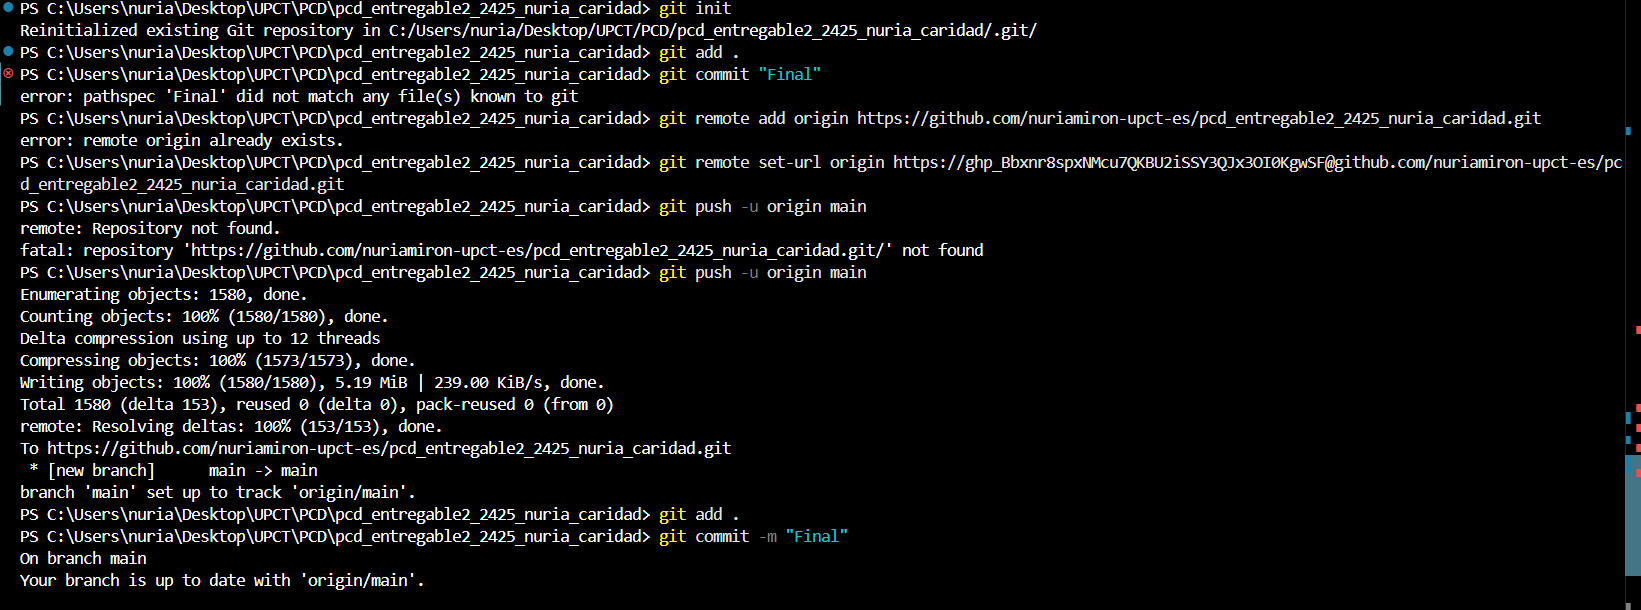 PS C:\Users\nuria\Desktop\UPCT\PCD\pcd_entregable2_2425_nuria_caridad> git init
Reinitialized existing Git repository in C:/Users/nuria/Desktop/UPCT/PCD/pcd_entregable2_2425_nuria_caridad/.git/
PS C:\Users\nuria\Desktop\UPCT\PCD\pcd_entregable2_2425_nuria_caridad> git add .
PS C:\Users\nuria\Desktop\UPCT\PCD\pcd_entregable2_2425_nuria_caridad> git commit "Final"
error: pathspec 'Final' did not match any file(s) known to git
PS C:\Users\nuria\Desktop\UPCT\PCD\pcd_entregable2_2425_nuria_caridad> git remote add origin https://github.com/nuriamiron-upct-es/pcd_entregable2_2425_nuria_caridad.git
error: remote origin already exists.
PS C:\Users\nuria\Desktop\UPCT\PCD\pcd_entregable2_2425_nuria_caridad> git remote set-url origin https://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@github.com/nuriamiron-upct-es/pc
d_entregable2_2425_nuria_caridad.git
PS C:\Users\nuria\Desktop\UPCT\PCD\pcd_entregable2_2425_nuria_caridad> git push -u origin main
remote: Repository not found.
fatal: repository 'https://github.com/nuriamiron-upct-es/pcd_entregable2_2425_nuria_caridad.git/' not found
PS C:\Users\nuria\Desktop\UPCT\PCD\pcd_entregable2_2425_nuria_caridad> git push -u origin main
Enumerating objects: 1580, done.
Counting objects: 100% (1580/1580), done.
Delta compression using up to 12 threads
Compressing objects: 100% (1573/1573), done.
Writing objects: 100% (1580/1580), 5.19 MiB | 239.00 KiB/s, done.
Total 1580 (delta 153), reused 0 (delta 0), pack-reused 0 (from 0)
remote: Resolving deltas: 100% (153/153), done.
To https://github.com/nuriamiron-upct-es/pcd_entregable2_2425_nuria_caridad.git
 * [new branch]      main -> main
branch 'main' set up to track 'origin/main'.
PS C:\Users\nuria\Desktop\UPCT\PCD\pcd_entregable2_2425_nuria_caridad> git add .
PS C:\Users\nuria\Desktop\UPCT\PCD\pcd_entregable2_2425_nuria_caridad> git commit -m "Final"
On branch main
Your branch is up to date with 'origin/main'.